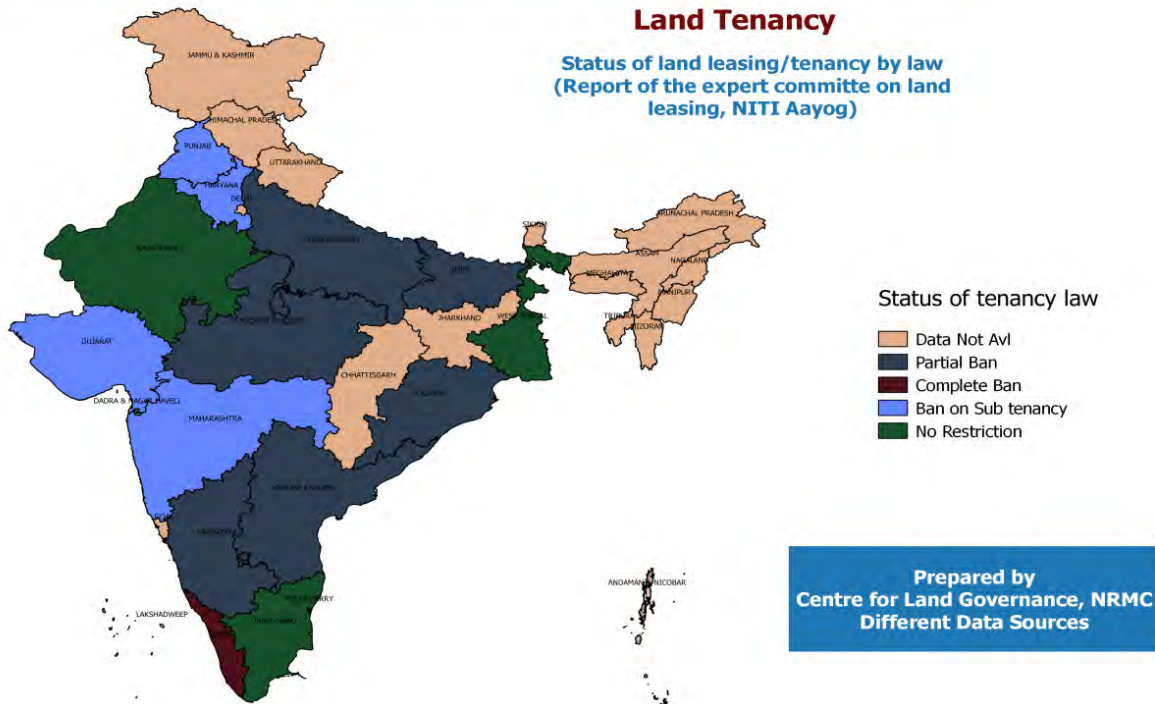 Land Tenancy
Status of land leasing/tenancy by law
(Report of the expert committe on land
leasing, NITI Aayog)
JAMMU & KASHMIR
HIMACHAL PRADESH
PUNJAB
UTTARAKHAND
HARYANA
DELHI
ARUNACHAL PRADESH
SIKKIM
ASSAM
NAGALAND
MEGHALAYA
MANIPUR
TRIPURA
MIZORAM
JHARKHAND
WEST BENGAL
GUJARAT
CHHATTISGARH
DADRA & NAGAR HAVELI
MAHARASHTRA
LAKSHADWEEP
ANDAMAN & NICOBAR
Status of tenancy law
Data Not Avl
Partial Ban
Complete Ban
Ban on Sub tenancy
No Restriction
Prepared by
Centre for Land Governance, NRMC
Different Data Sources